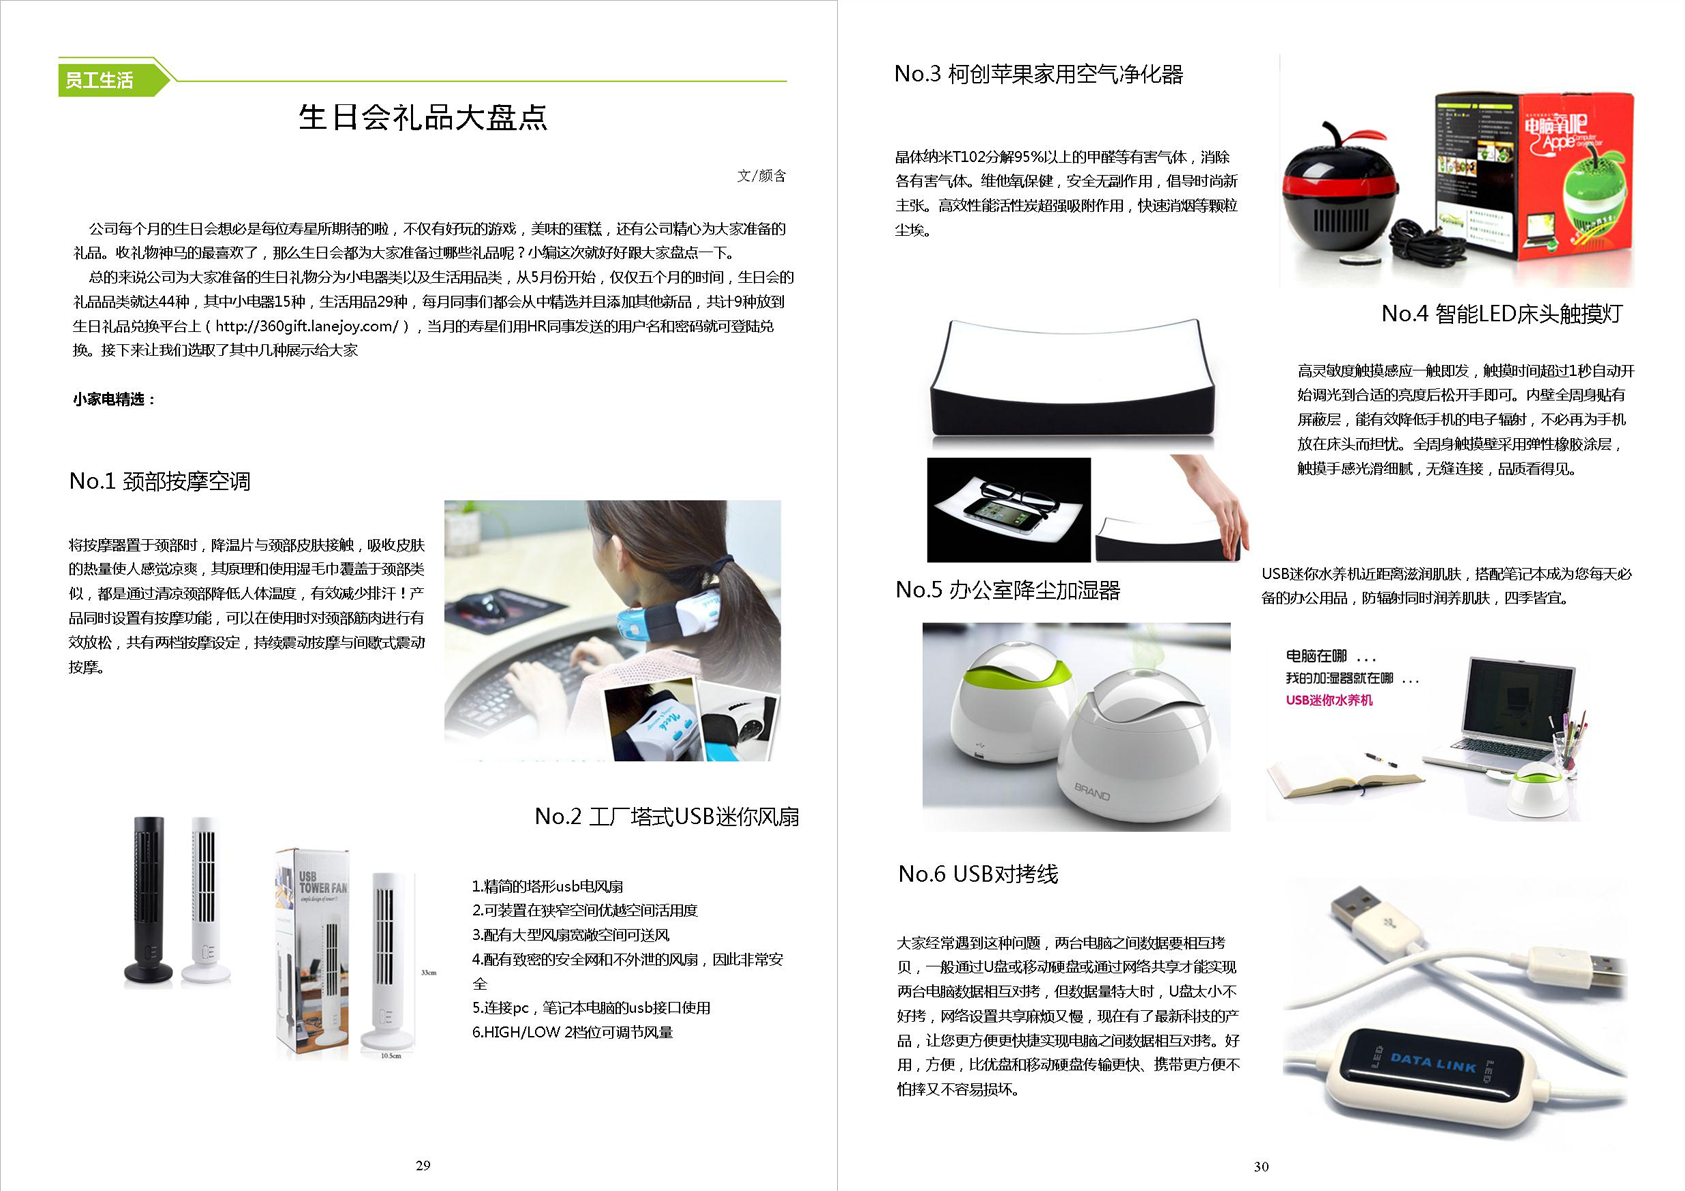 员工生活
生日会礼品大盘点
文/颜含
公司每个月的生日会想必是每位寿星所期待的啦，不仅有好玩的游戏，美味的蛋糕，还有公司精心为大家准备的
礼品。收礼物神马的最喜欢了，那么生日会都为大家准备过哪些礼品呢？小编这次就好好跟大家盘点一下。
总的来说公司为大家准备的生日礼物分为小电器类以及生活用品类，从5月份开始，仅仅五个月的时间，生日会的
礼品品类就达44种，其中小电器15种，生活用品29种，每月同事们都会从中精选并且添加其他新品，共计9种放到
生日礼品兑换平台上（http://360gift.lanejoy.com/），当月的寿星们用HR同事发送的用户名和密码就可登陆兑
换。接下来让我们选取了其中几种展示给大家
小家电精选：
No.1 颈部按摩空调
将按摩器置于颈部时，降温片与颈部皮肤接触，吸收皮肤
的热量使人感觉凉爽，其原理和使用湿毛巾覆盖于颈部类
似，都是通过清凉颈部降低人体温度，有效减少排汗！产
品同时设置有按摩功能，可以在使用时对颈部筋肉进行有
效放松，共有两档按摩设定，持续震动按摩与间歇式震动
按摩。
Neck
Neck
No.2 工厂塔式USB迷你风扇
USB
TOWER FAN
simple design of tower !!
33cm
10.5cm
1.精简的塔形usb电风扇
2.可装置在狭窄空间优越空间活用度
3.配有大型风扇宽敞空间可送风
4.配有致密的安全网和不外泄的风扇，因此非常安
全
5.连接pc，笔记本电脑的usb接口使用
6.HIGH/LOW 2档位可调节风量
29
No.3 柯创苹果家用空气净化器
晶体纳米T102分解95%以上的甲醛等有害气体，消除
各有害气体。维他氧保健，安全无副作用，倡导时尚新
主张。高效性能活性炭超强吸附作用，快速消烟等颗粒
尘埃。
电脑氧吧
Apple
Computer
oxygen bar
No.4 智能LED床头触摸灯
高灵敏度触摸感应一触即发，触摸时间超过1秒自动开
始调光到合适的亮度后松开手即可。内壁全周身贴有
屏蔽层，能有效降低手机的电子辐射，不必再为手机
放在床头而担忧。全周身触摸壁采用弹性橡胶涂层，
触摸手感光滑细腻，无缝连接，品质看得见。
No.5 办公室降尘加湿器
USB迷你水养机近距离滋润肌肤，搭配笔记本成为您每天必
备的办公用品，防辐射同时润养肌肤，四季皆宜。
BRAND
电脑在哪 ...
我的加湿器就在哪 ...
USB迷你水养机
No.6 USB对拷线
大家经常遇到这种问题，两台电脑之间数据要相互拷
贝，一般通过U盘或移动硬盘或通过网络共享才能实现
两台电脑数据相互对拷，但数据量特大时，U盘太小不
好拷，网络设置共享麻烦又慢，现在有了最新科技的产
品，让您更方便更快捷实现电脑之间数据相互对拷。好
用，方便，比优盘和移动硬盘传输更快、携带更方便不
怕摔又不容易损坏。
LED
DATA LINK
LED
30